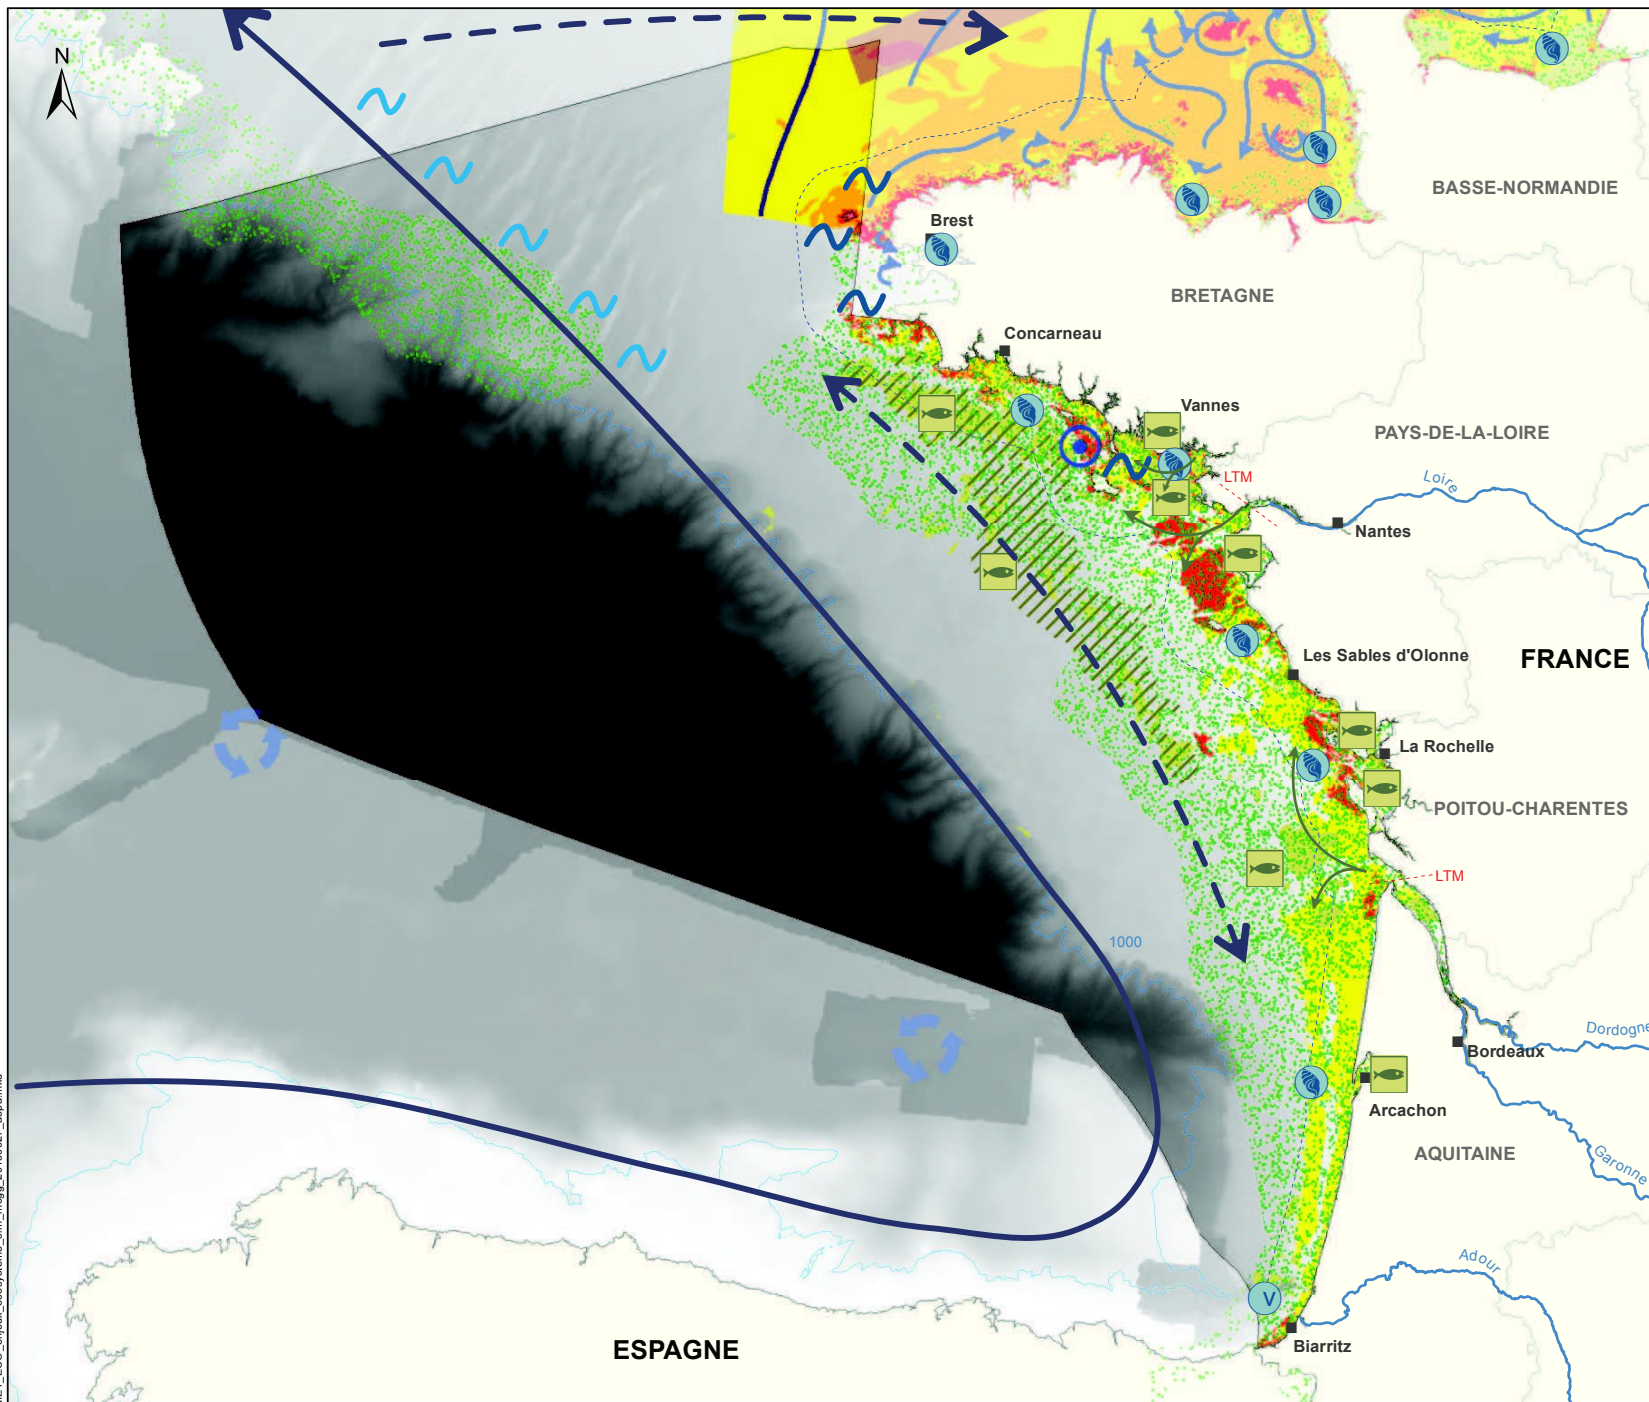 N
BASSE-NORMANDIE
Brest
BRETAGNE
Concarneau
Vannes
PAYS-DE-LA-LOIRE
LTM
Loire
Nantes
Les Sables d'Olonne
FRANCE
La Rochelle
POITOU-CHARENTES
LTM
1000
Dordogne
Bordeaux
Arcachon
AQUITAINE
Garonne
Adour
V
Biarritz
ESPAGNE